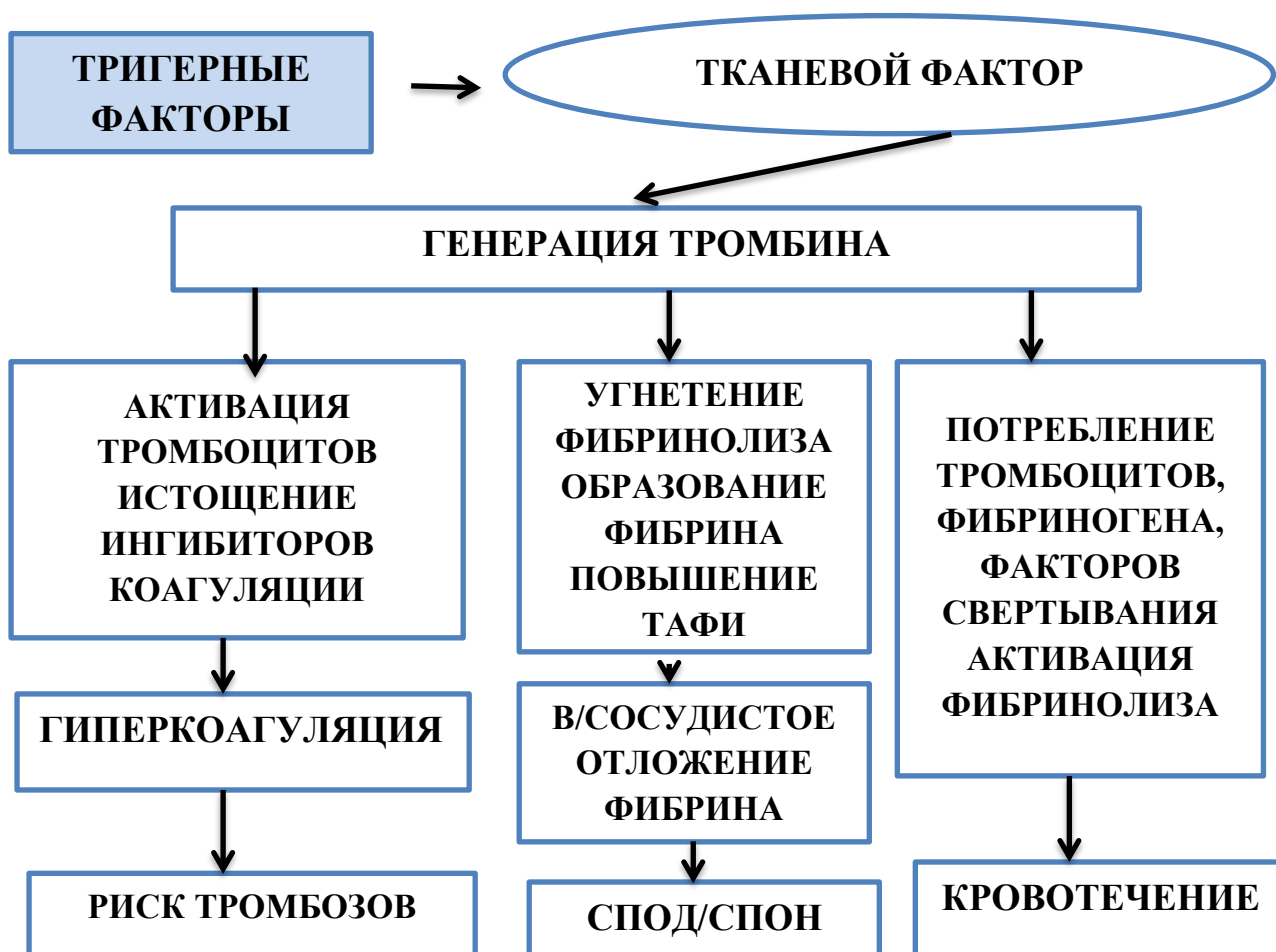 ТРИГЕРНЫЕ
ФАКТОРЫ
ТКАНЕВОЙ ФАКТОР
ГЕНЕРАЦИЯ ТРОМБИНА
АКТИВАЦИЯ
ТРОМБОЦИТОВ
ИСТОЩЕНИЕ
ИНГИБИТОРОВ
КОАГУЛЯЦИИ
УГНЕТЕНИЕ
ФИБРИНОЛИЗА
ОБРАЗОВАНИЕ
ФИБРИНА
ПОВЫШЕНИЕ
ТАФИ
ПОТРЕБЛЕНИЕ
ТРОМБОЦИТОВ,
ФИБРИНОГЕНА,
ФАКТОРОВ
СВЕРТЫВАНИЯ
АКТИВАЦИЯ
ФИБРИНОЛИЗА
ГИПЕРКОАГУЛЯЦИЯ
В/СОСУДИСТОЕ
ОТЛОЖЕНИЕ
ФИБРИНА
РИСК ТРОМБОЗОВ
СПОД/СПОН
КРОВОТЕЧЕНИЕ